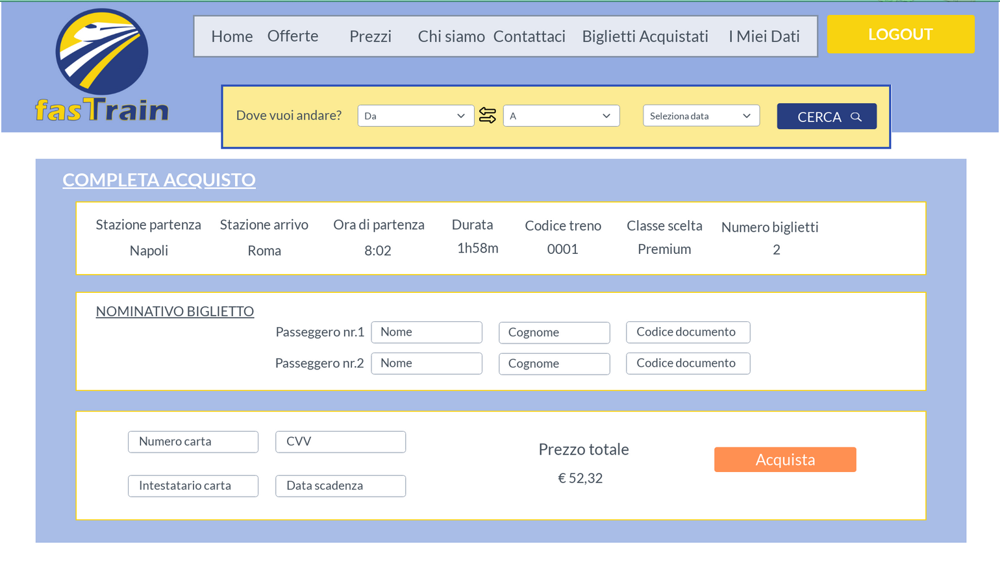 fasTrain
Home Offerte Prezzi Chi siamo Contattaci Biglietti Acquistati I Miei Dati
LOGOUT
Dove vuoi andare? Da A Seleziona data CERCA
COMPLETA ACQUISTO
Stazione partenza Stazione arrivo Ora di partenza Durata Codice treno Classe scelta Numero biglietti
Napoli Roma 8:02 1h58m 0001 Premium 2
NOMINATIVO BIGLIETTO
Passeggero nr.1 Nome Cognome Codice documento
Passeggero nr.2 Nome Cognome Codice documento
Numero carta CVV
Intestatario carta Data scadenza
Prezzo totale
€ 52,32
Acquista